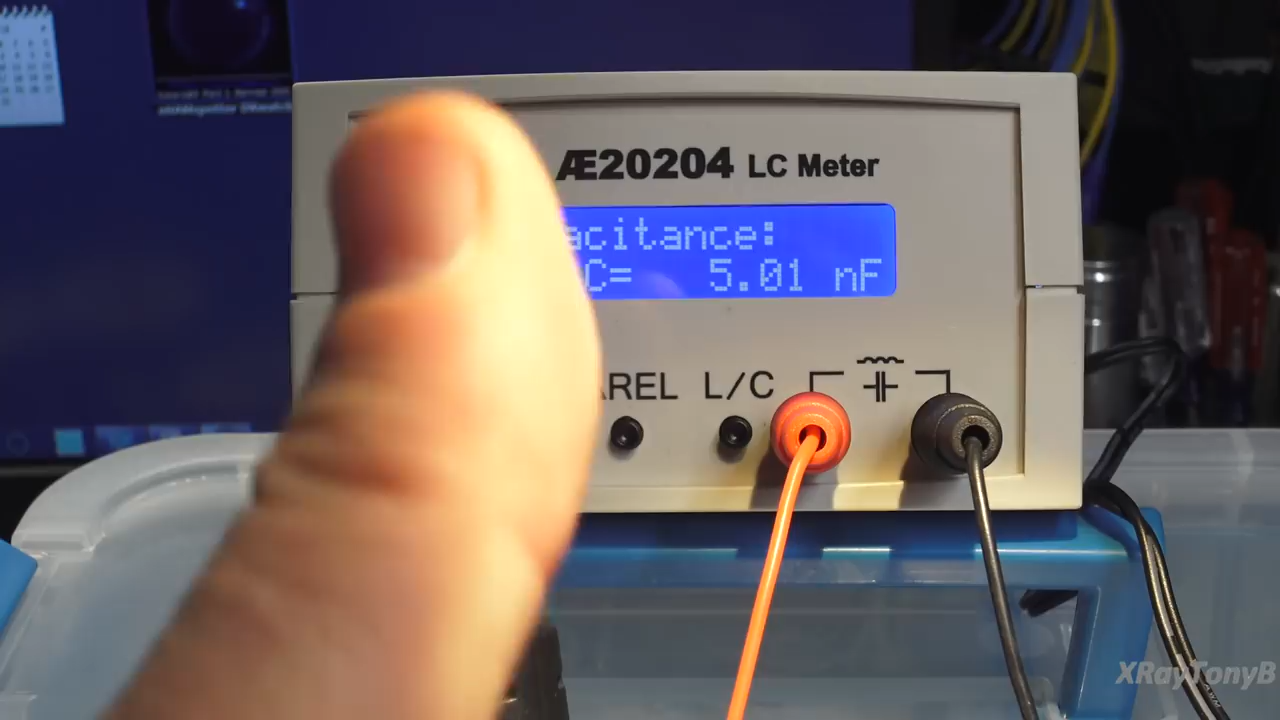 Æ20204 LC Meter
acitance:
C= 5.01 nF
AREL L/C
XRayTonyB